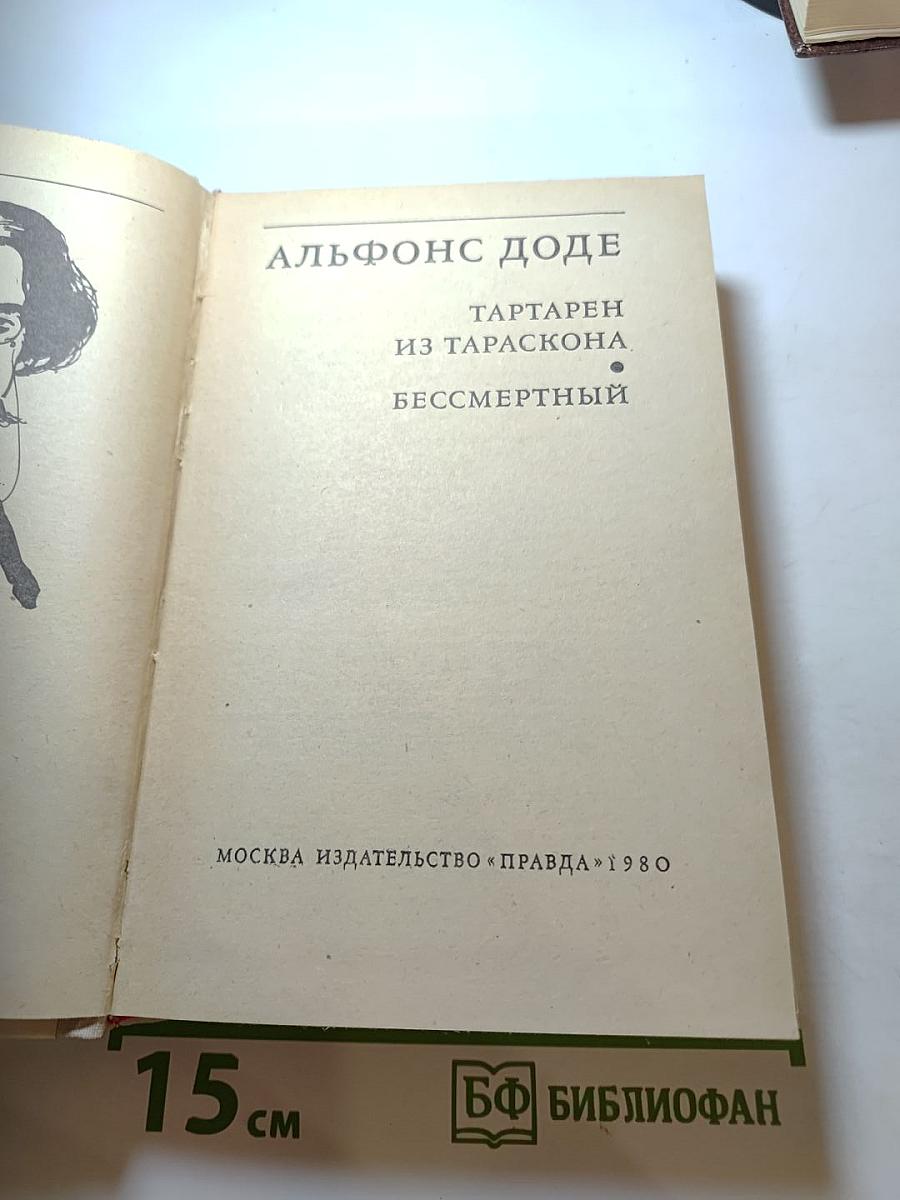 АЛЬФОНС ДОДЕ
ТАРТАРЕН
ИЗ ТАРАСКОНА
•
БЕССМЕРТНЫЙ
МОСКВА ИЗДАТЕЛЬСТВО «ПРАВДА» 1980
15 см
БФ БИБЛИОФАН